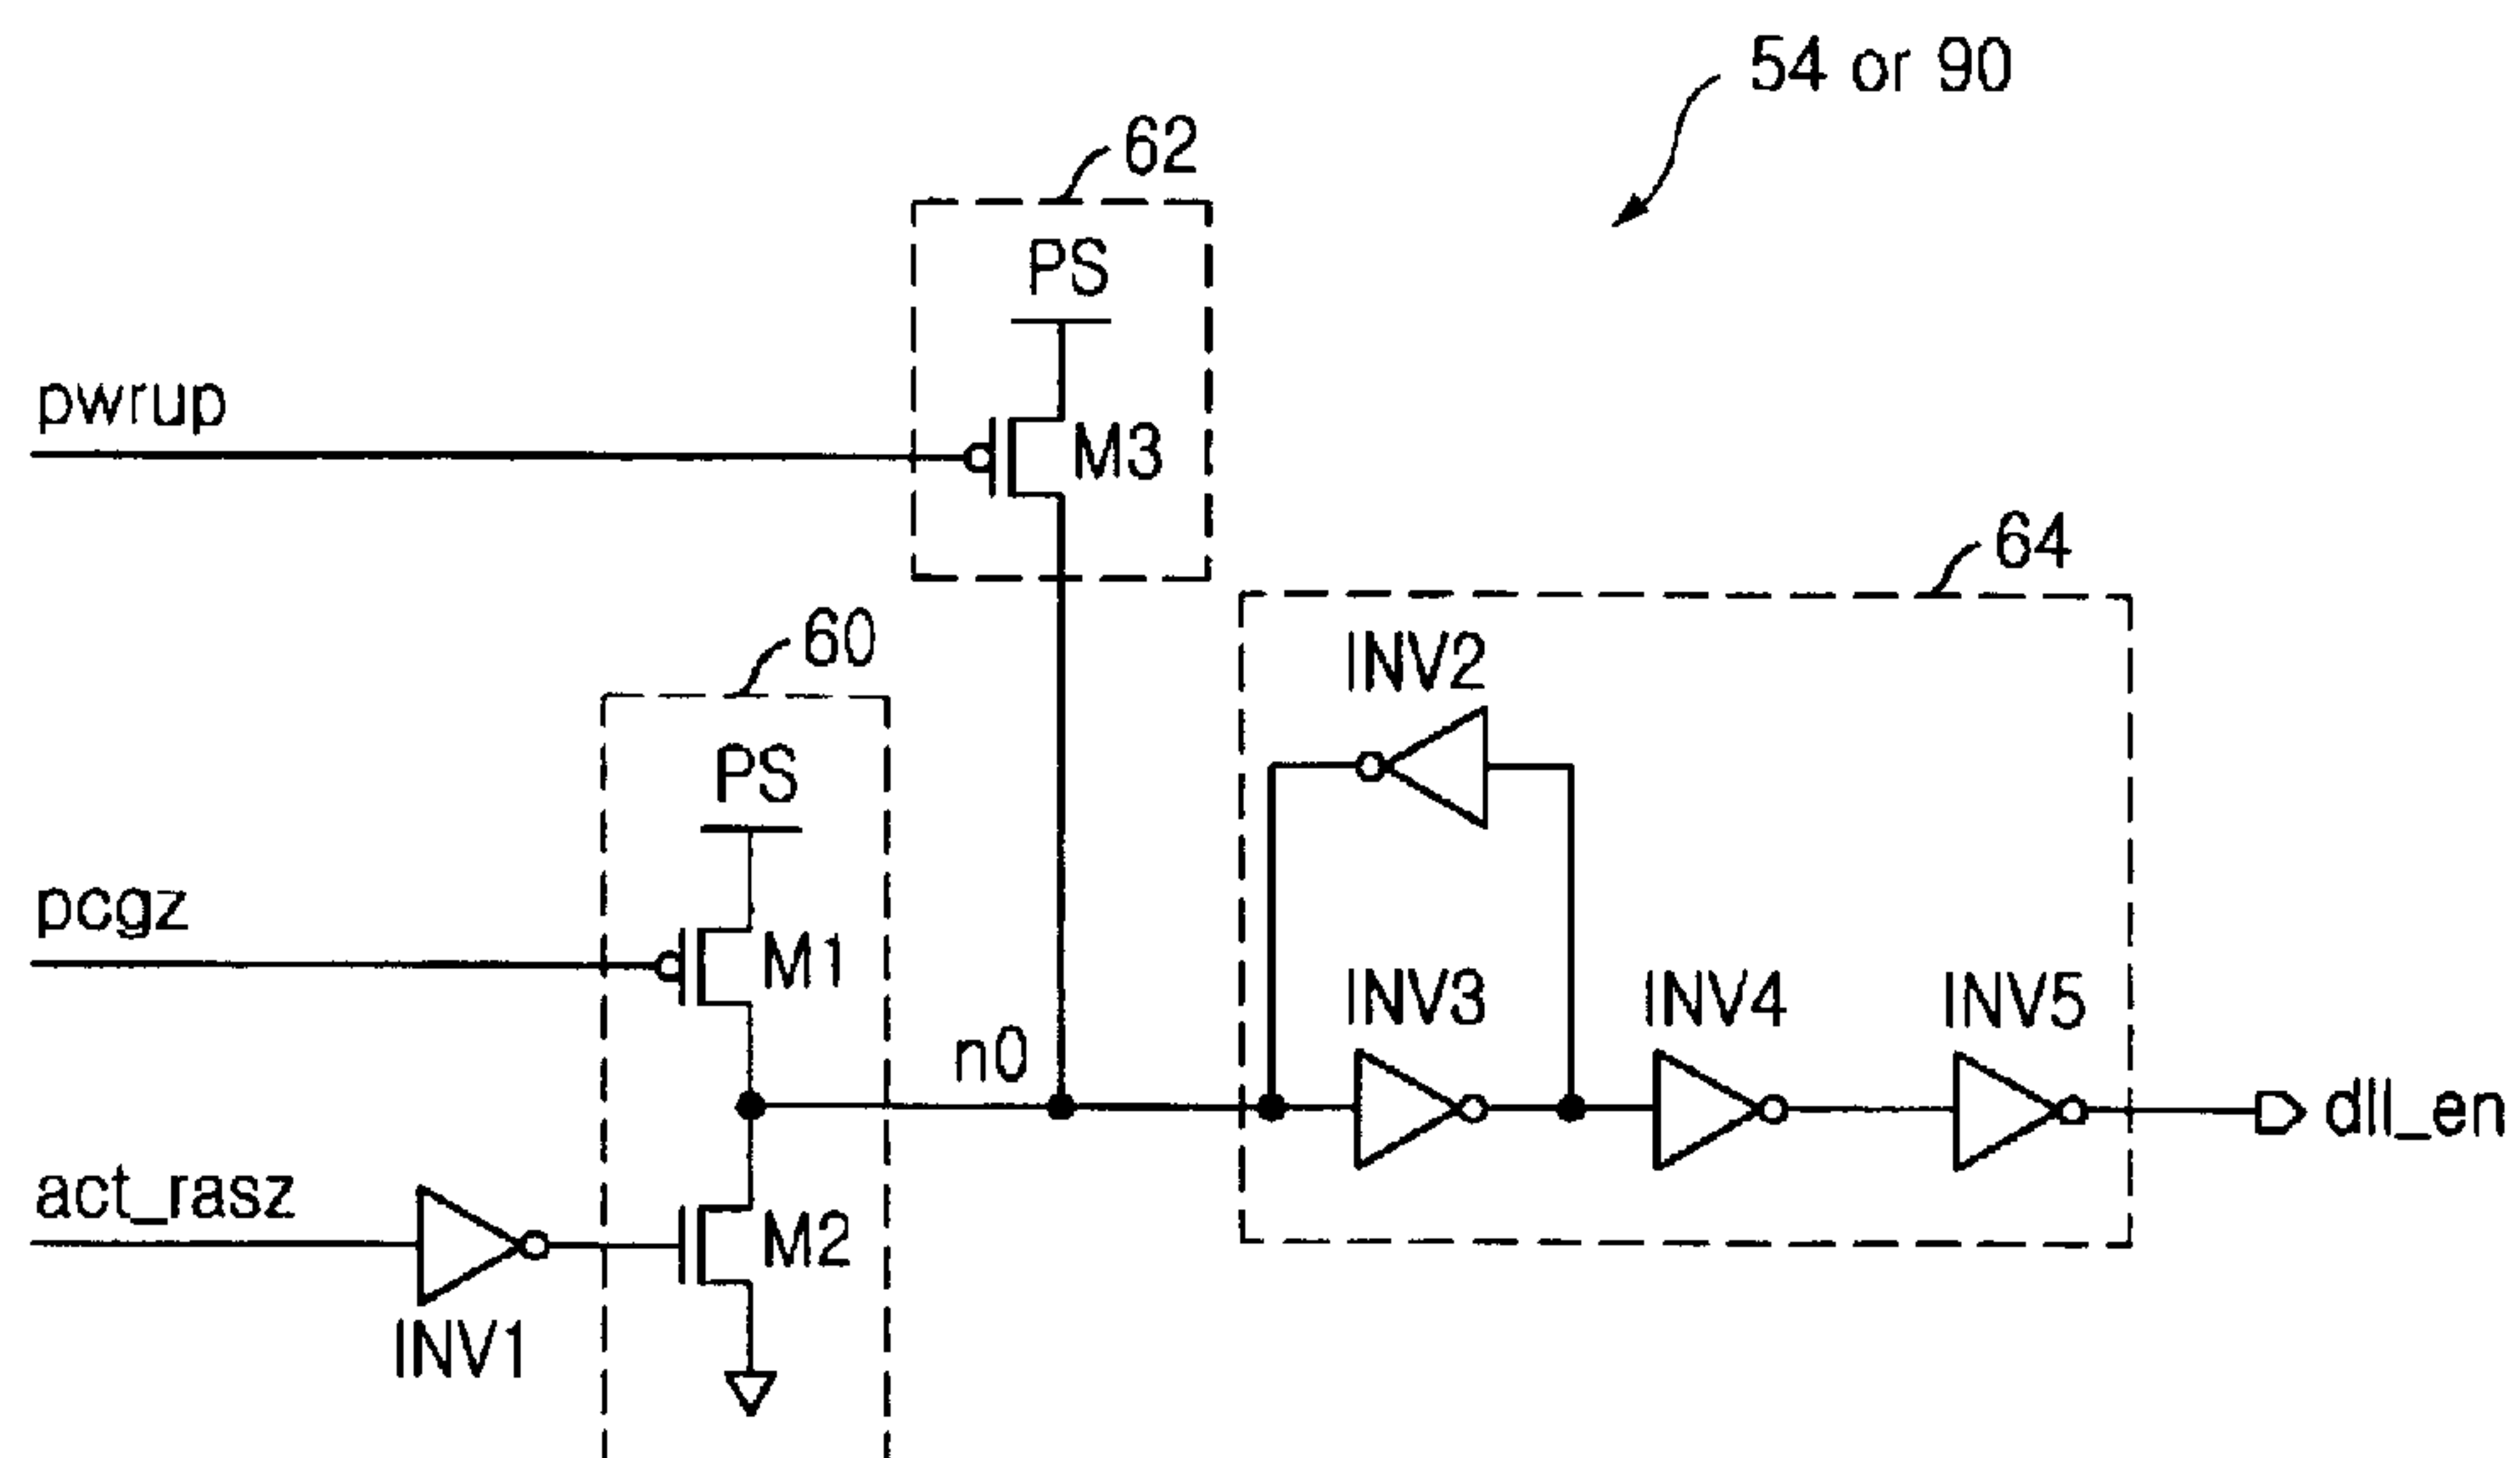 54 or 90
62
PS
pwrup
M3
64
60
INV2
PS
pcgz
M1
INV3
INV4
INV5
n0
dll_en
act_rasz
M2
INV1